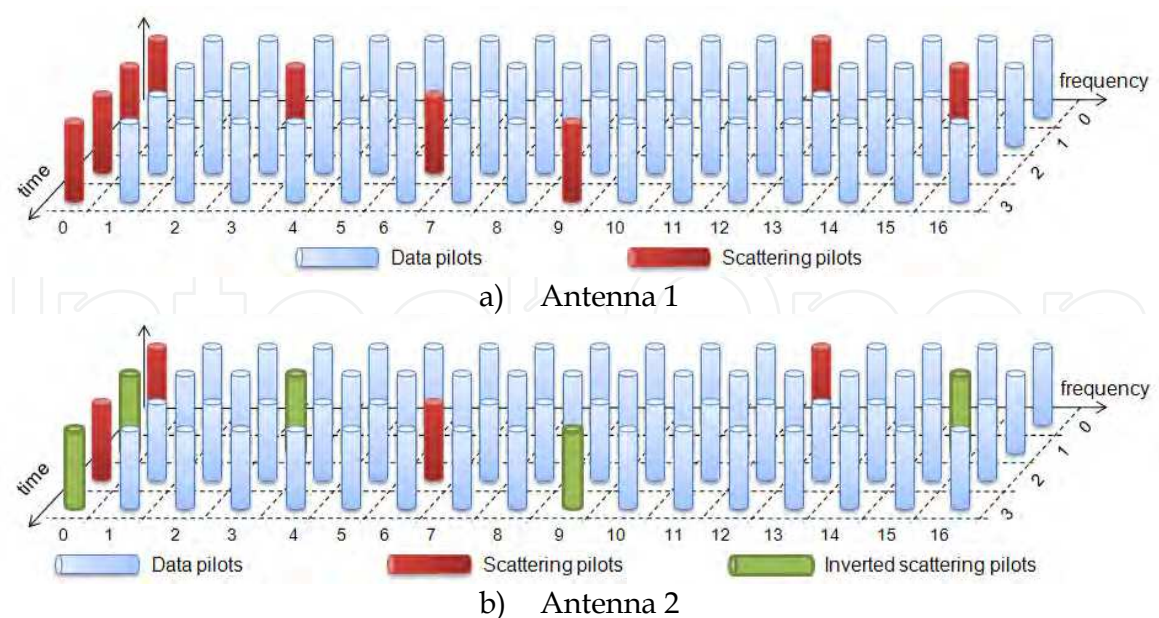 frequency
0
1
2
3
time
0 1 2 3 4 5 6 7 8 9 10 11 12 13 14 15 16
Data pilots Scattering pilots
a) Antenna 1
frequency
0
1
2
3
time
0 1 2 3 4 5 6 7 8 9 10 11 12 13 14 15 16
Data pilots Scattering pilots Inverted scattering pilots
b) Antenna 2